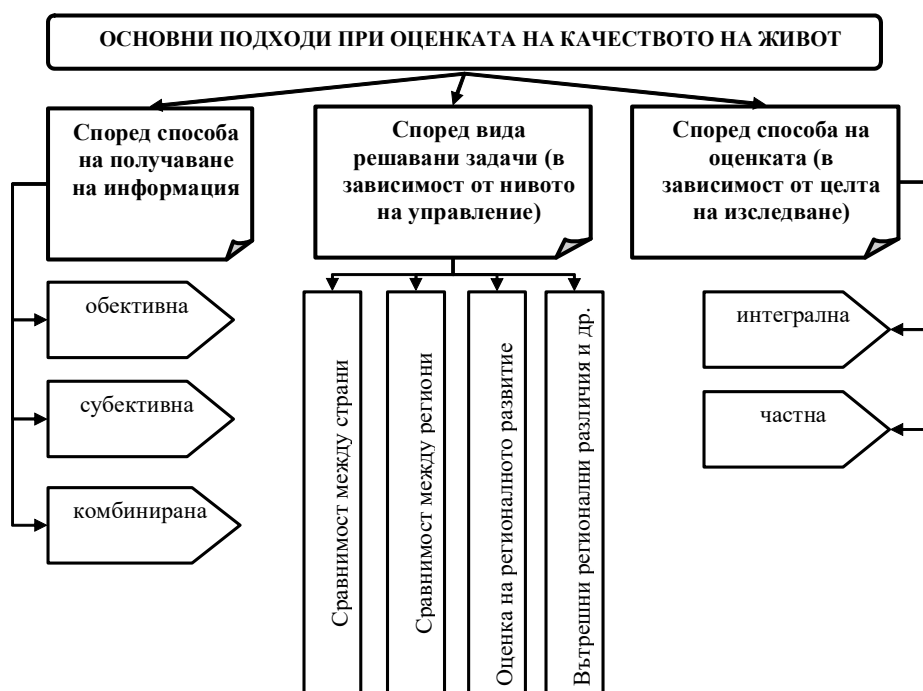 ОСНОВНИ ПОДХОДИ ПРИ ОЦЕНКАТА НА КАЧЕСТВОТО НА ЖИВОТ
Според способа
на получаване
на информация
Според вида
решавани задачи (в
зависимост от нивото
на управление)
Според способа на
оценката (в
зависимост от целта
на изследване)
обективна
субективна
комбинирана
Сравнимост между страни
Сравнимост между региони
Оценка на регионалното развитие
Вътрешни регионални различия и др.
интегрална
частна